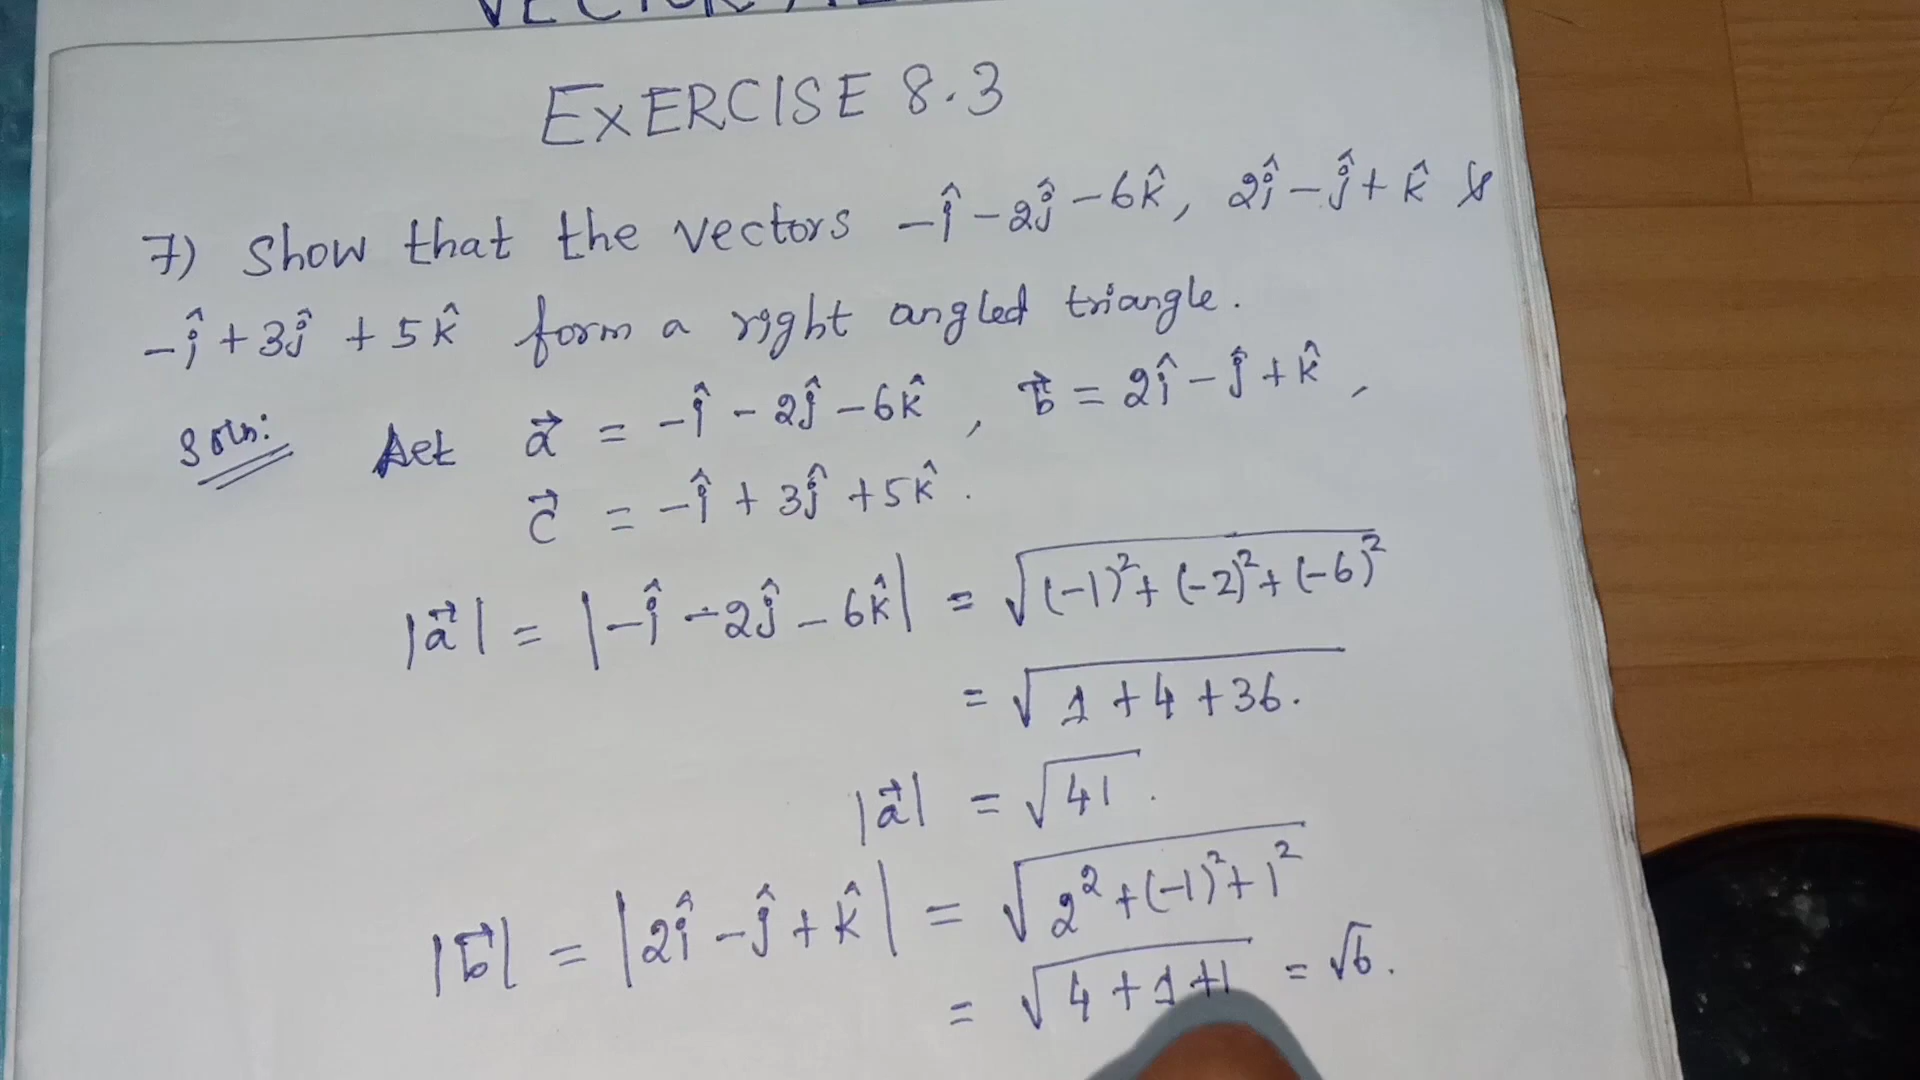 EXERCISE 8.3
7) Show that the vectors -î - 2ĵ - 6k̂, 2î - ĵ + k̂ &
-î + 3ĵ + 5k̂ form a right angled triangle.
Soln: Let a⃗ = -î - 2ĵ - 6k̂, b⃗ = 2î - ĵ + k̂,
c⃗ = -î + 3ĵ + 5k̂.
|a⃗| = |-î - 2ĵ - 6k̂| = √((-1)² + (-2)² + (-6)²)
= √(1 + 4 + 36).
|a⃗| = √41.
|b⃗| = |2î - ĵ + k̂| = √(2² + (-1)² + 1²)
= √(4 + 1 + 1) = √6.